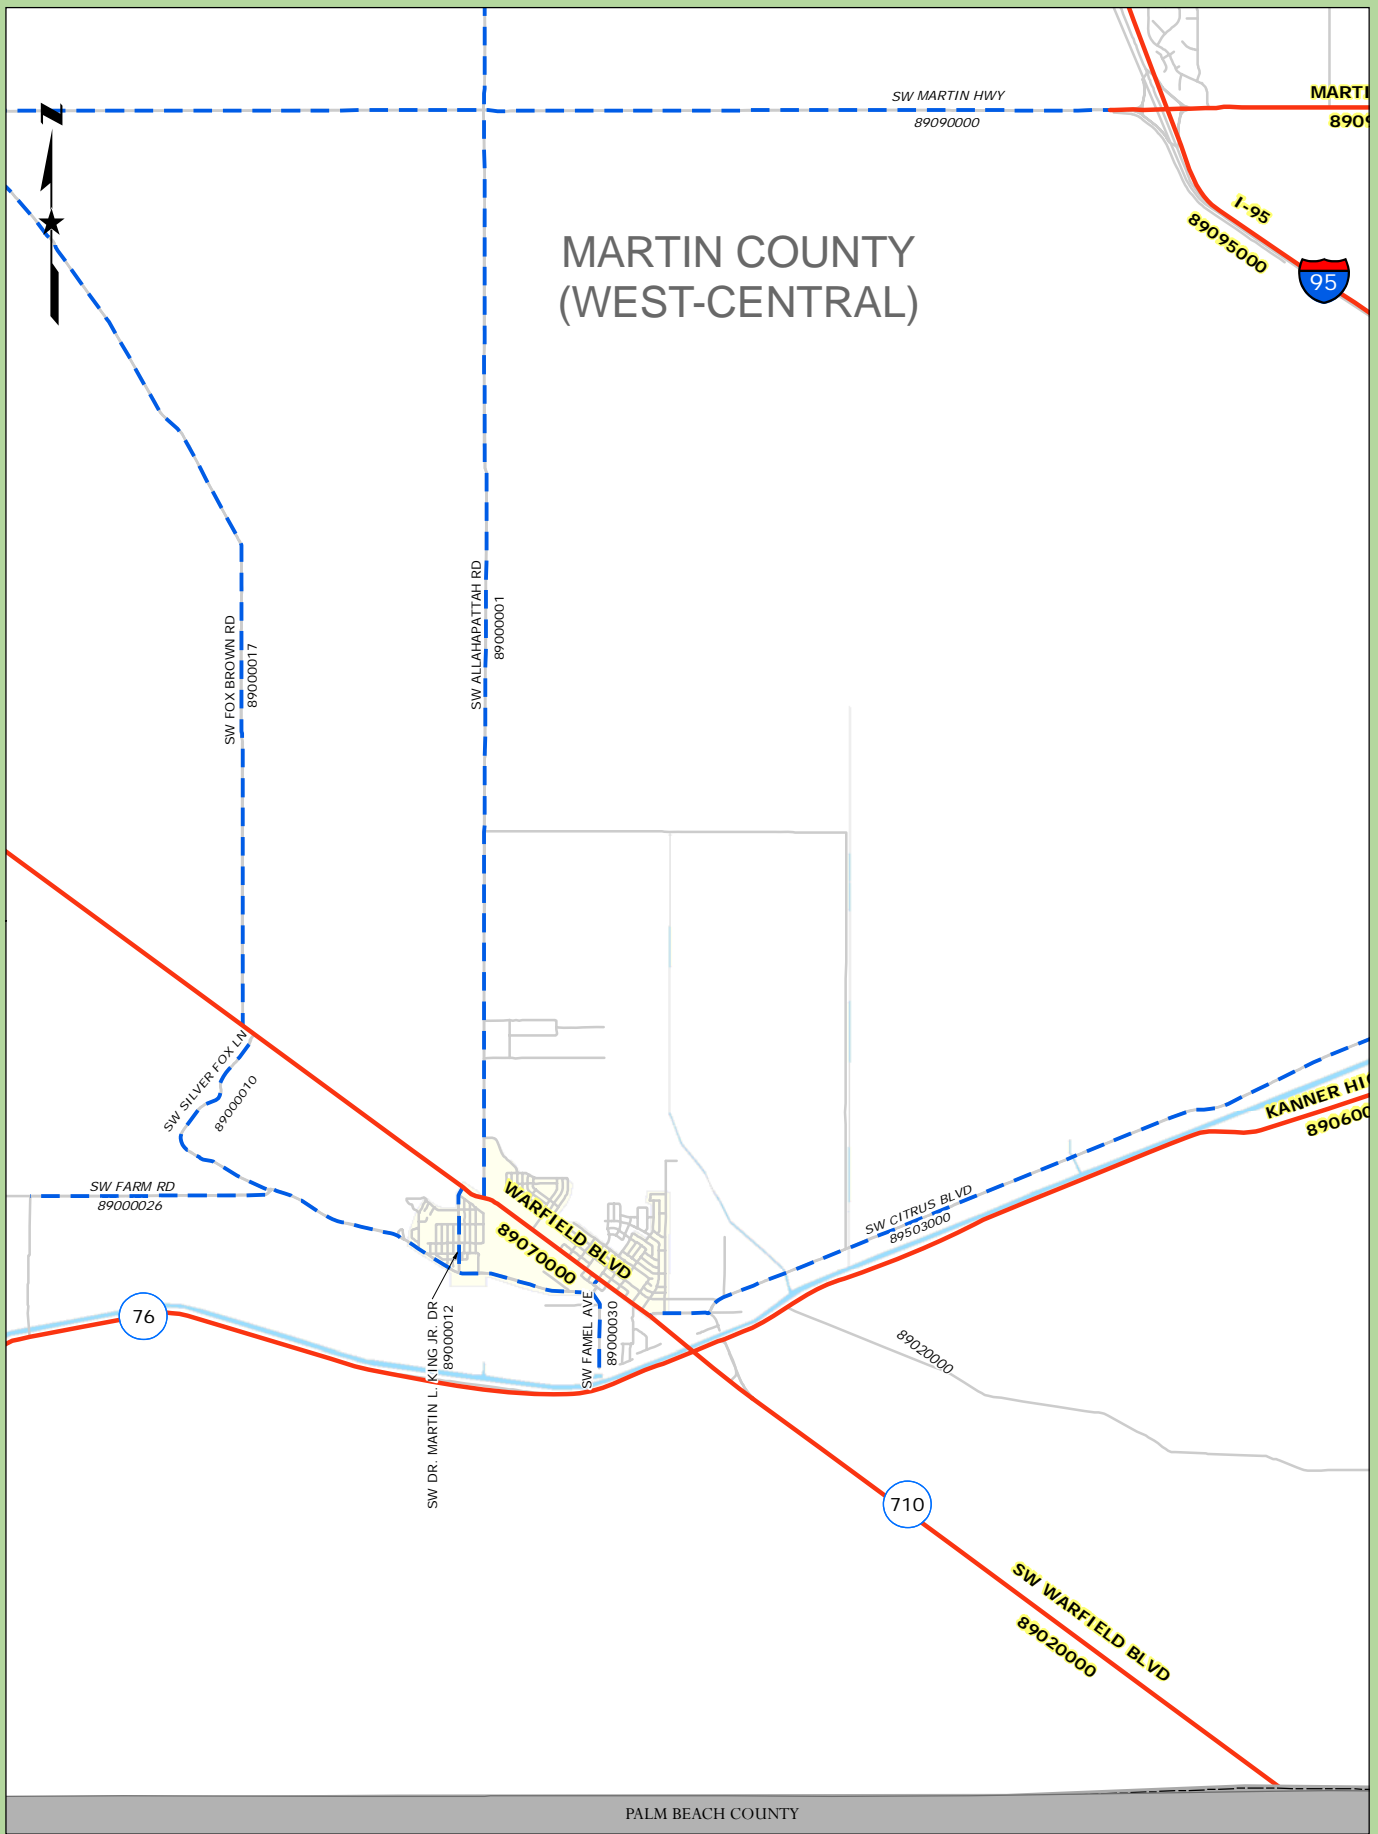 N
SW MARTIN HWY
89090000
MARTI
8909
I-95
89095000
95
MARTIN COUNTY
(WEST-CENTRAL)
SW FOX BROWN RD
89000017
SW ALLAHAPATTAH RD
89000001
SW SILVER FOX LN
89000010
SW FARM RD
89000026
KANNER HI
890600
SW CITRUS BLVD
89503000
WARFIELD BLVD
89070000
76
SW DR. MARTIN L. KING JR. DR
89000012
SW FAMEL AVE
89000030
89020000
710
SW WARFIELD BLVD
89020000
PALM BEACH COUNTY